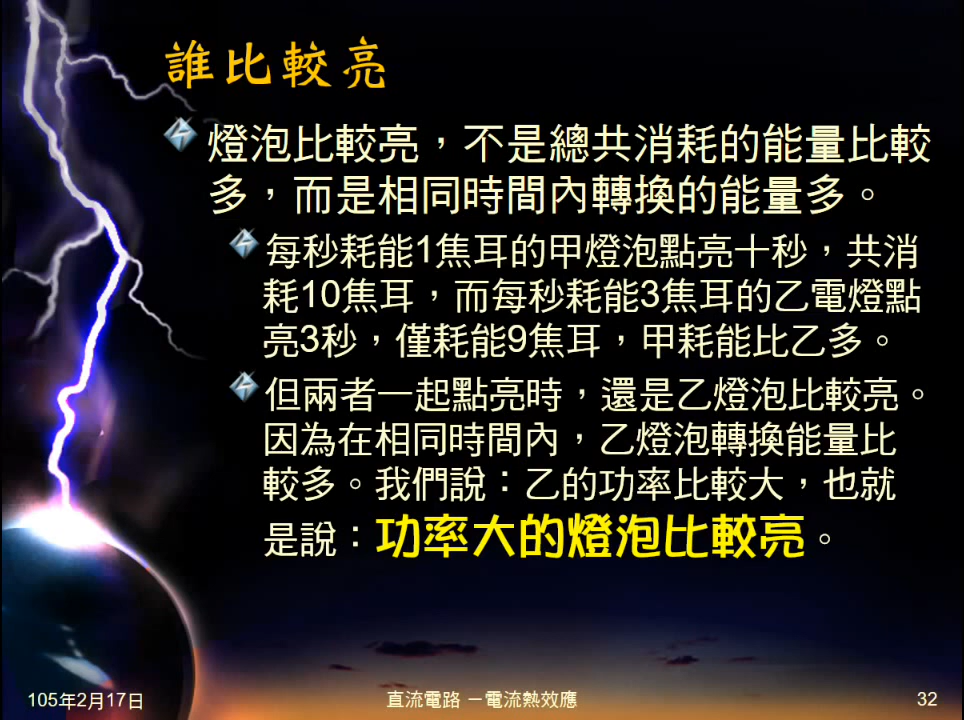 誰比較亮
燈泡比較亮，不是總共消耗的能量比較
多，而是相同時間內轉換的能量多。
每秒耗能1焦耳的甲燈泡點亮十秒，共消
耗10焦耳，而每秒耗能3焦耳的乙電燈點
亮3秒，僅耗能9焦耳，甲耗能比乙多。
但兩者一起點亮時，還是乙燈泡比較亮。
因為在相同時間內，乙燈泡轉換能量比
較多。我們說：乙的功率比較大，也就
是說：功率大的燈泡比較亮。
105年2月17日
直流電路 －電流熱效應
32